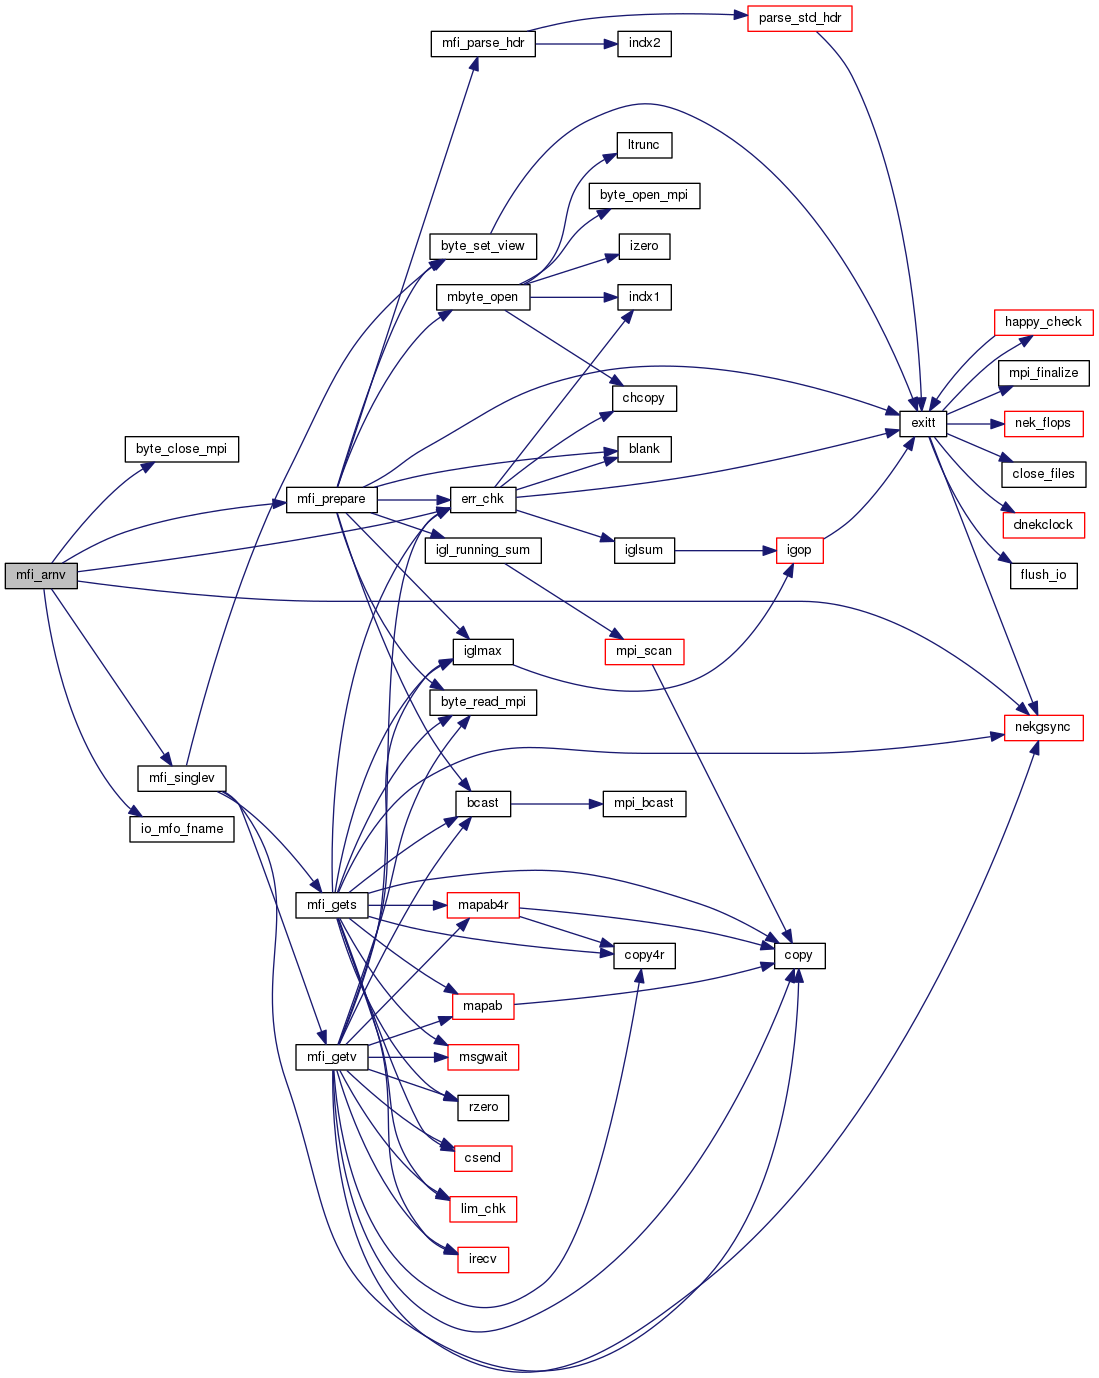 parse_std_hdr
mfi_parse_hdr
indx2
ltrunc
byte_open_mpi
byte_set_view
izero
mbyte_open
indx1
happy_check
mpi_finalize
chcopy
exitt
nek_flops
byte_close_mpi
blank
close_files
mfi_prepare
err_chk
dnekclock
igl_running_sum
iglsum
igop
mfi_arnv
flush_io
iglmax
mpi_scan
byte_read_mpi
nekgsync
mfi_singlev
bcast
mpi_bcast
io_mfo_fname
mfi_gets
mapab4r
copy4r
copy
mapab
mfi_getv
msgwait
rzero
csend
lim_chk
irecv